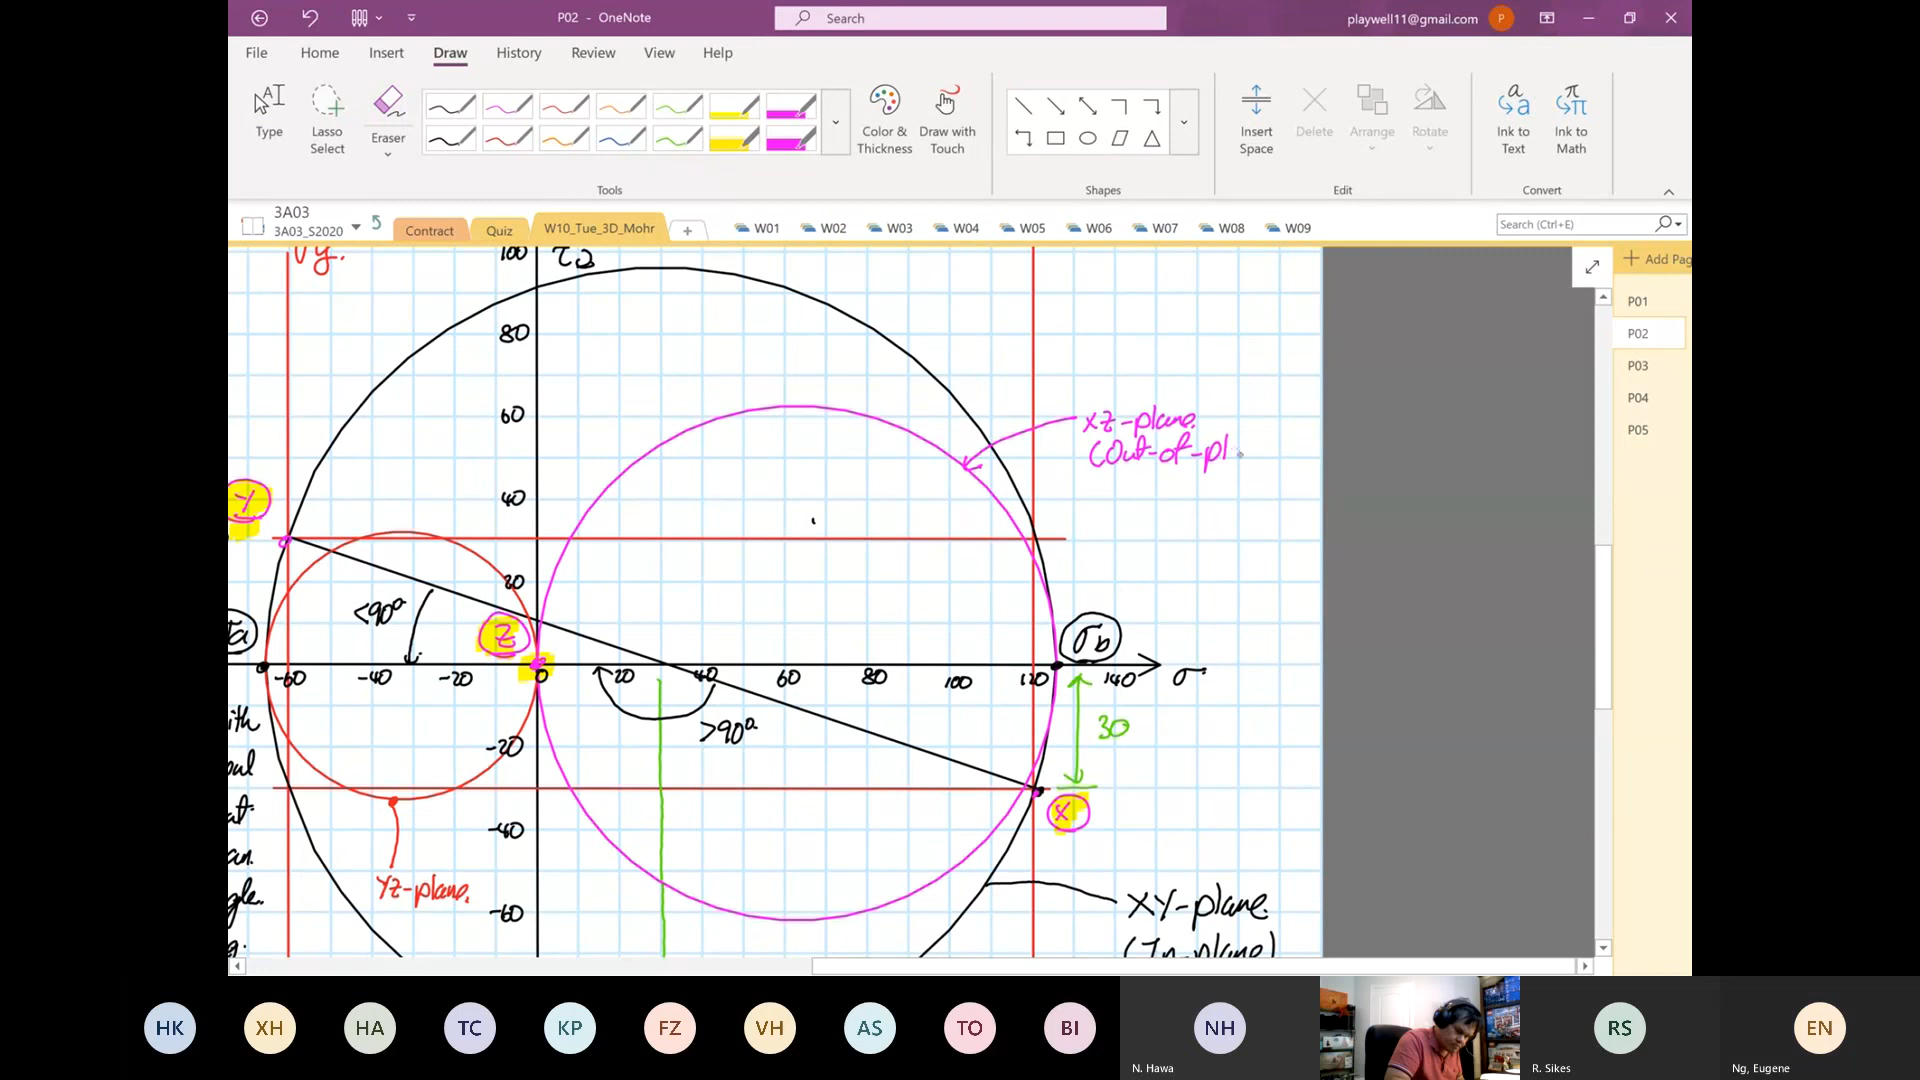 P02 - OneNote
Search
playwell11@gmail.com
P
File Home Insert Draw History Review View Help
Type
Lasso Select
Eraser
Color & Thickness
Draw with Touch
Insert Space
Delete
Arrange
Rotate
Ink to Text
Ink to Math
Tools
Shapes
Edit
Convert
3A03
3A03_S2020
Contract
Quiz
W10_Tue_3D_Mohr
W01 W02 W03 W04 W05 W06 W07 W08 W09
Search (Ctrl+E)
Add Pag
P01
P02
P03
P04
P05
100
80
60
XZ-plane.
(Out-of-pl
40
Y
20
<90°
Z
σb
-60 -40 -20 0 20 40 60 80 100 120 140 σ
>90°
30
-20
X
-40
YZ-plane.
-60
XY-plane.
(In-plane)
HK XH HA TC KP FZ VH AS TO BI NH RS EN
N. Hawa
R. Sikes
Ng, Eugene